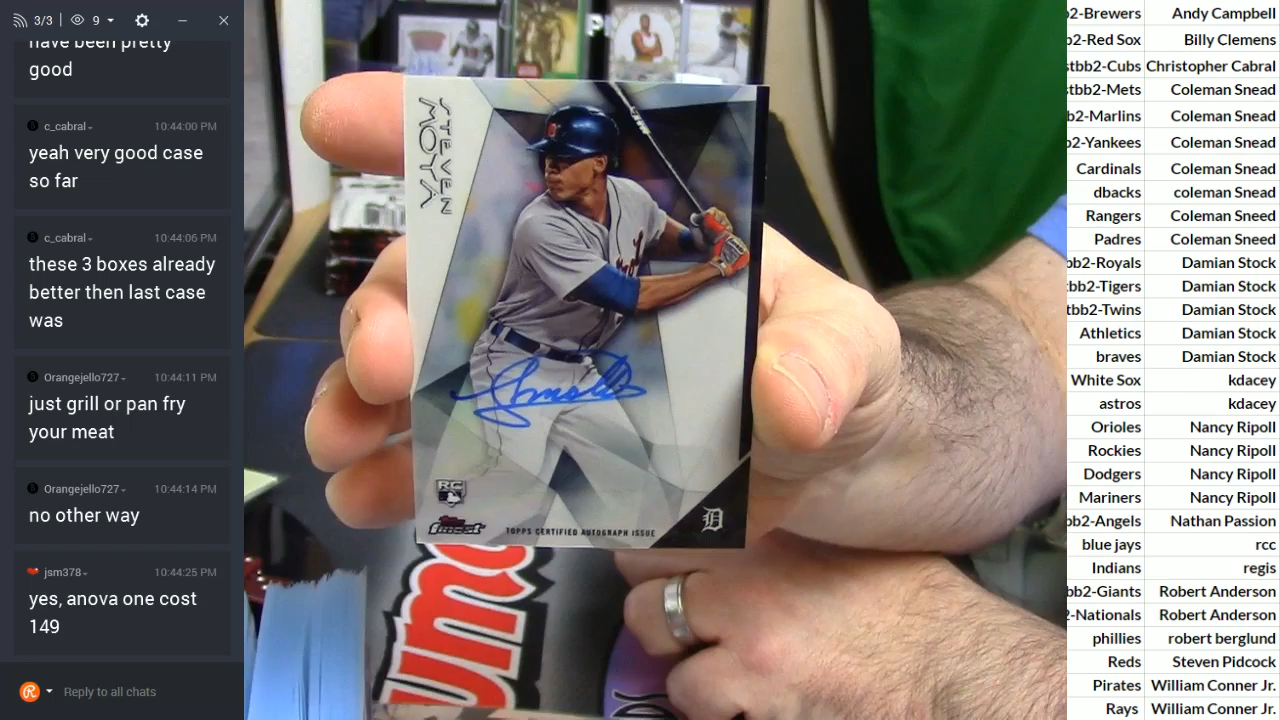 3/3
9
have been pretty
good
c_cabral
10:44:00 PM
yeah very good case
so far
c_cabral
10:44:06 PM
these 3 boxes already
better then last case
was
Orangejello727
10:44:11 PM
just grill or pan fry
your meat
Orangejello727
10:44:14 PM
no other way
jsm378
10:44:25 PM
yes, anova one cost
149
Reply to all chats
STEVEN
MOYA
RC
Topps
finest
TOPPS CERTIFIED AUTOGRAPH ISSUE
b2-Brewers Andy Campbell
b2-Red Sox Billy Clemens
stbb2-Cubs Christopher Cabral
stbb2-Mets Coleman Snead
bb2-Marlins Coleman Snead
b2-Yankees Coleman Snead
Cardinals Coleman Snead
dbacks coleman Snead
Rangers Coleman Sneed
Padres Coleman Sneed
bb2-Royals Damian Stock
tbb2-Tigers Damian Stock
tbb2-Twins Damian Stock
Athletics Damian Stock
braves Damian Stock
White Sox kdacey
astros kdacey
Orioles Nancy Ripoll
Rockies Nancy Ripoll
Dodgers Nancy Ripoll
Mariners Nancy Ripoll
bb2-Angels Nathan Passion
blue jays rcc
Indians regis
bb2-Giants Robert Anderson
2-Nationals Robert Anderson
phillies robert berglund
Reds Steven Pidcock
Pirates William Conner Jr.
Rays William Conner Jr.